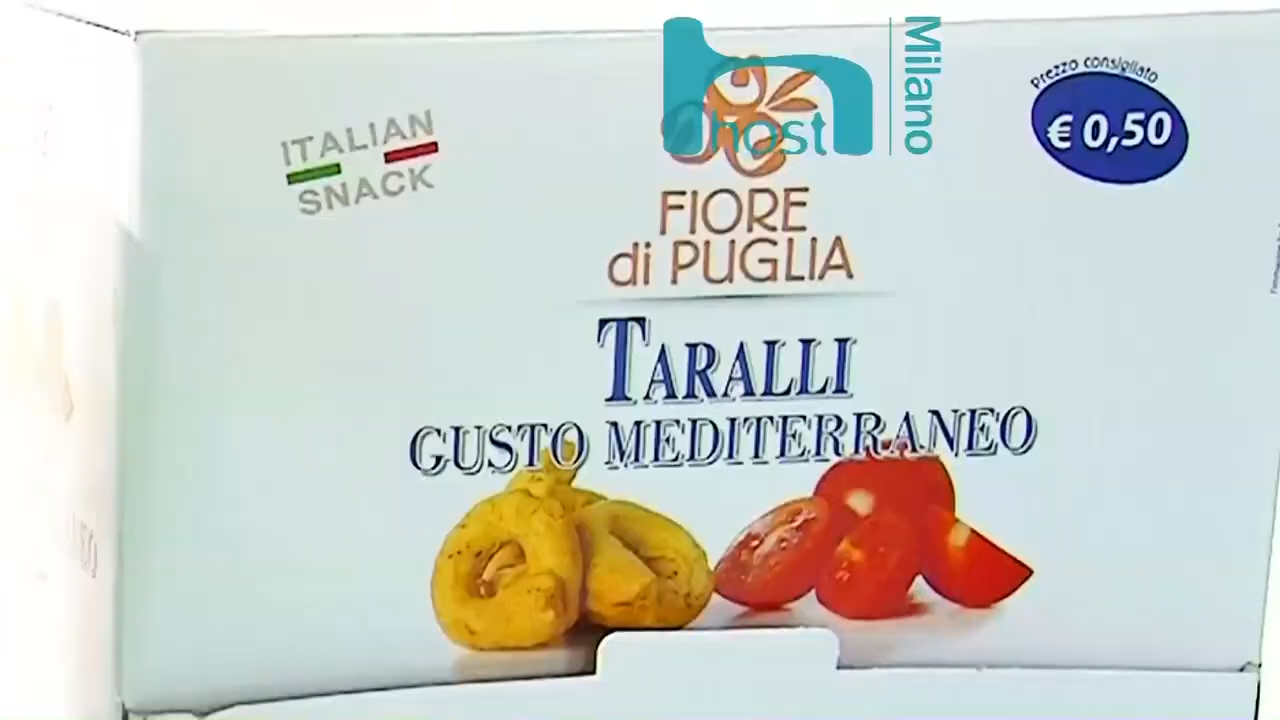 ITALIAN
SNACK
host
Milano
FIORE
di PUGLIA
Prezzo consigliato
€ 0,50
TARALLI
GUSTO MEDITERRANEO